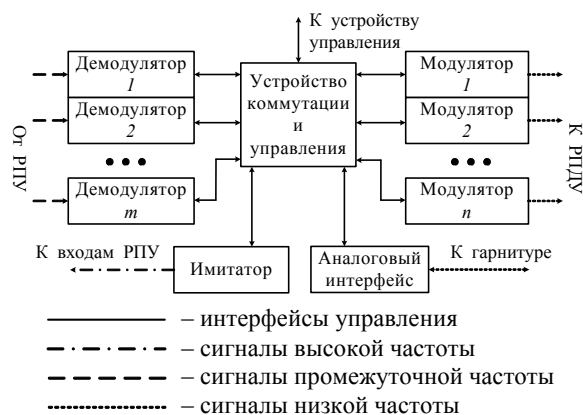 К устройству
управления
Демодулятор
1
Демодулятор
2
• • •
Демодулятор
m
От РПУ
Устройство
коммутации
и
управления
Модулятор
1
Модулятор
2
• • •
Модулятор
n
К РПДУ
К входам РПУ
Имитатор
Аналоговый
интерфейс
К гарнитуре
– интерфейсы управления
– сигналы высокой частоты
– сигналы промежуточной частоты
– сигналы низкой частоты